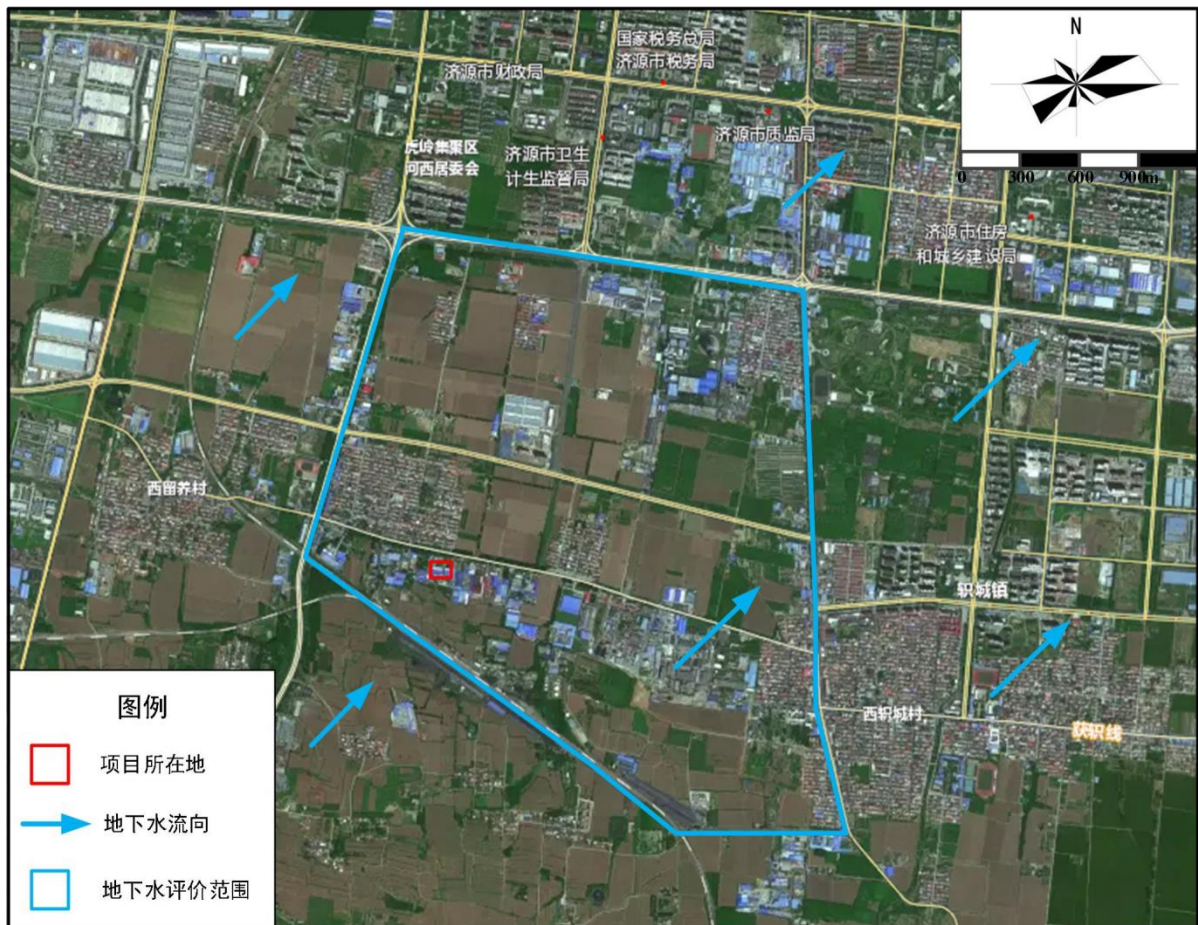 国家税务总局
济源市税务局
济源市财政局
N
济源市质监局
虎岭集聚区
河西居委会
济源市卫生
计生监督局
0 300 600 900m
济源市住房
和城乡建设局
西留养村
轵城镇
西轵城村
获轵线
图例
项目所在地
地下水流向
地下水评价范围